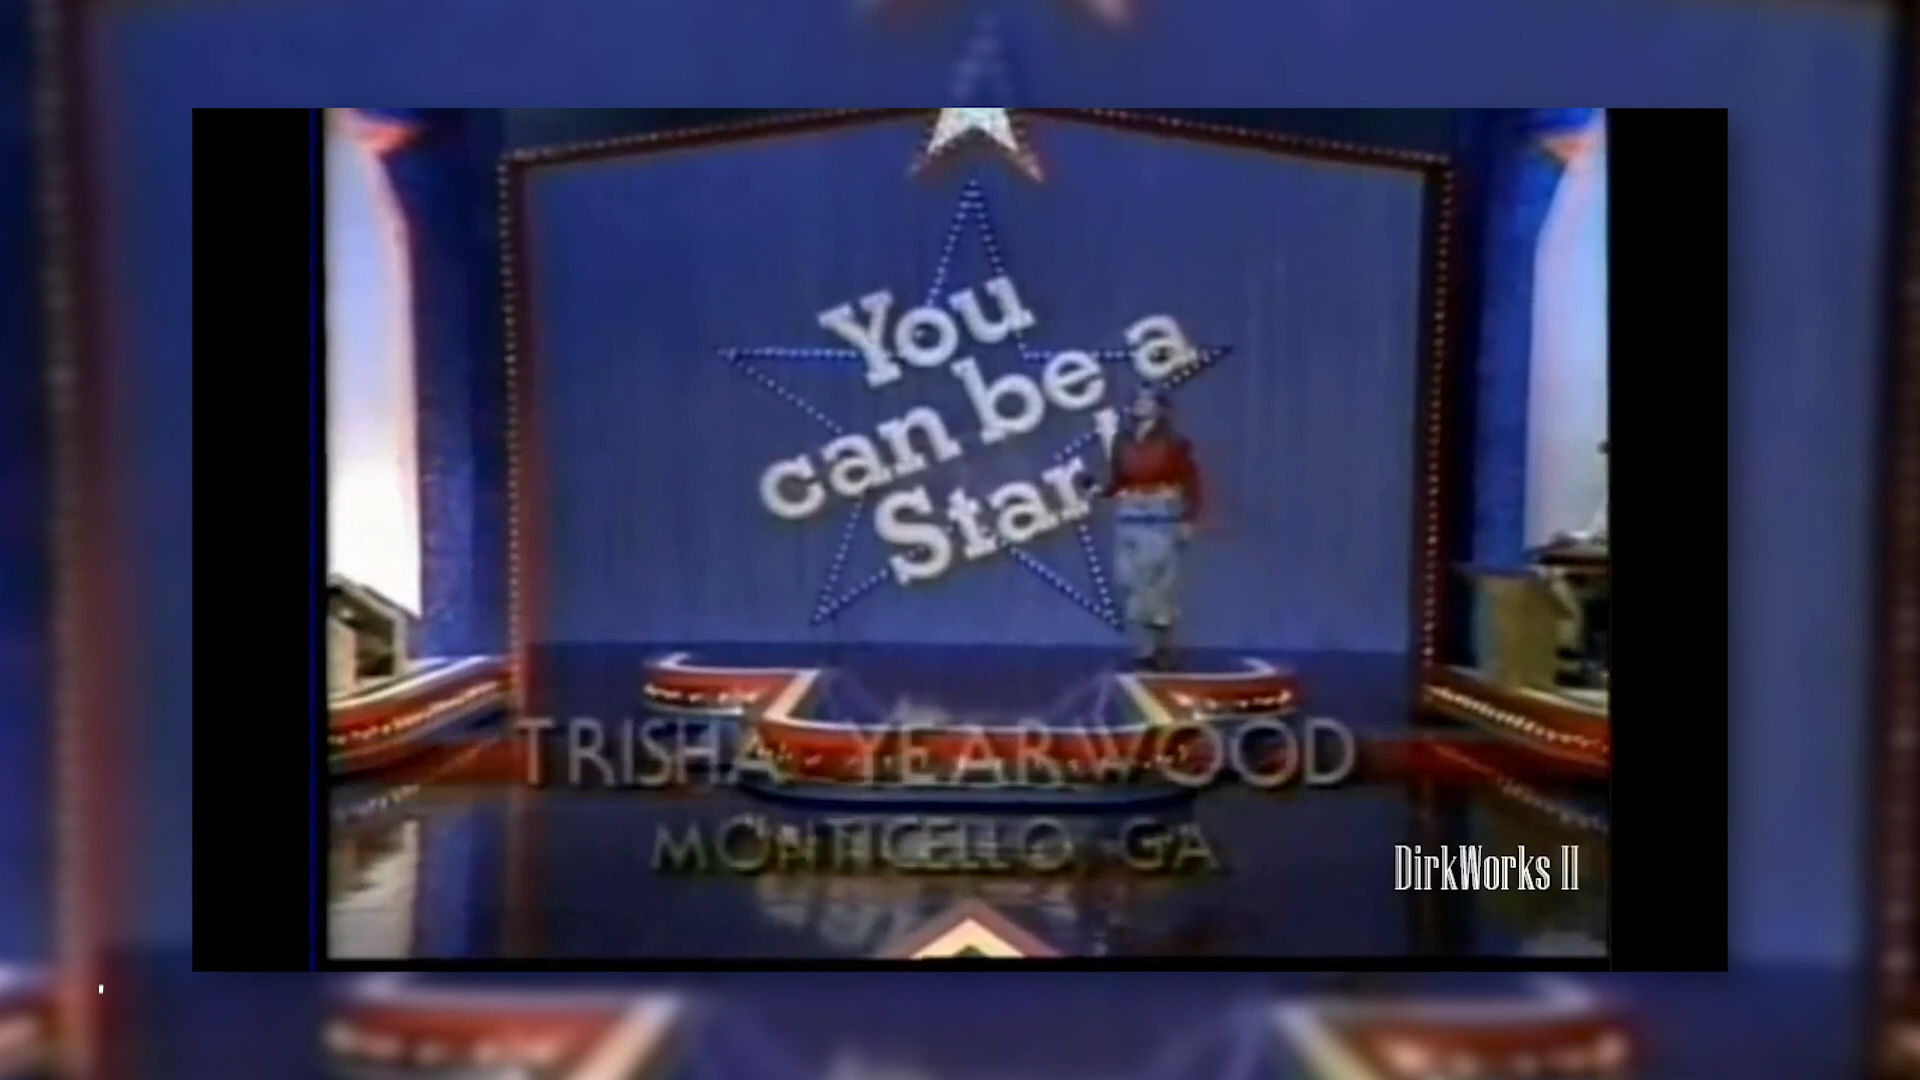 You
can be a
Star!
TRISHA YEARWOOD
MONTICELLO, GA
DirkWorks II